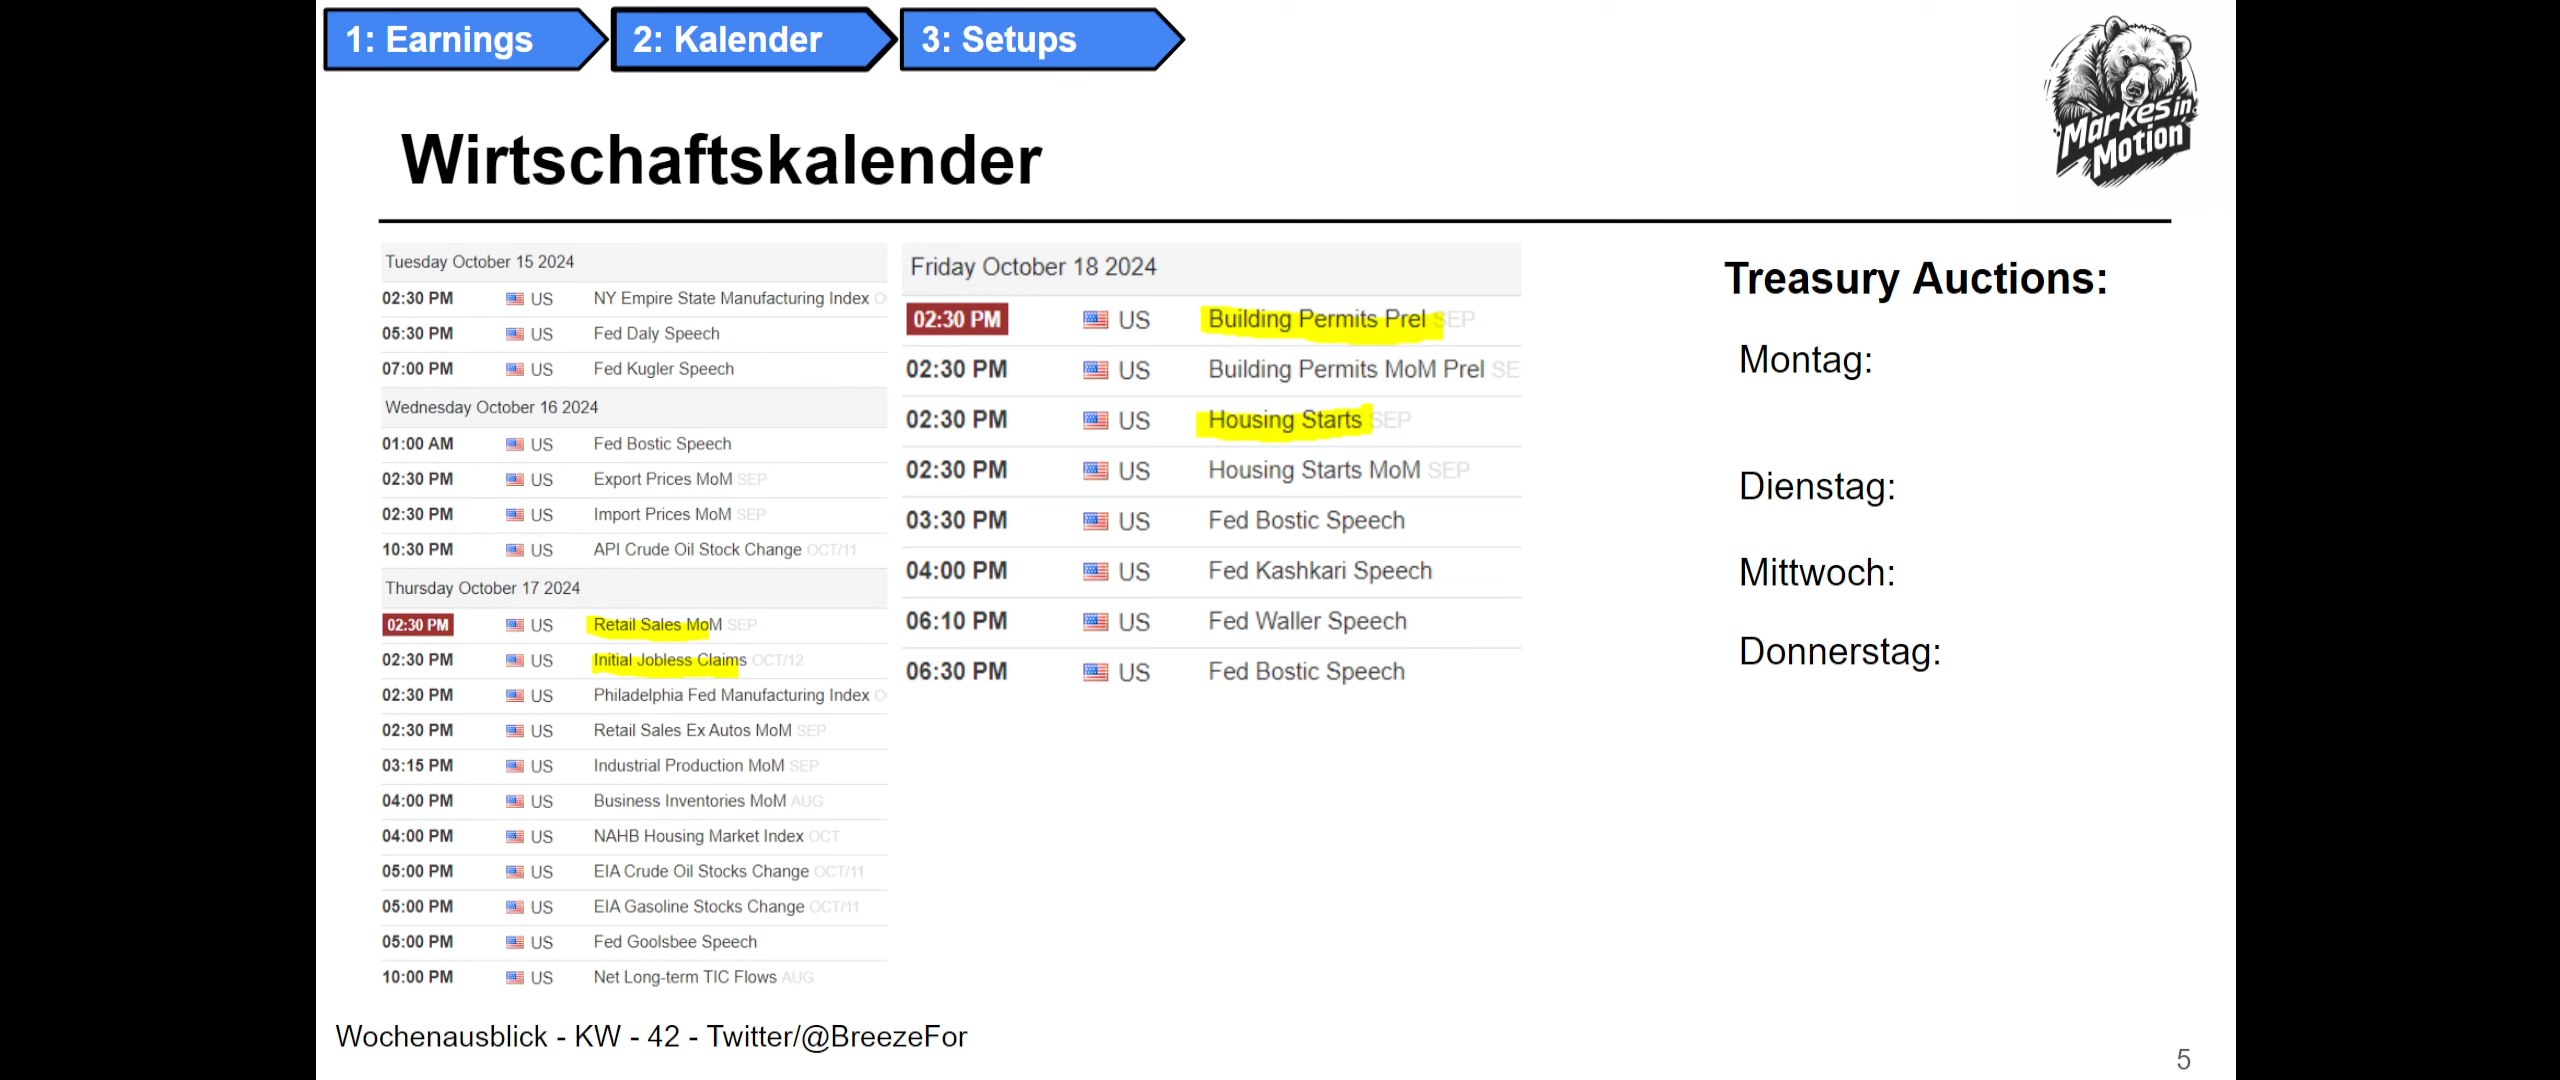 1: Earnings
2: Kalender
3: Setups
Markes in
Motion
Wirtschaftskalender
Tuesday October 15 2024
02:30 PM US NY Empire State Manufacturing Index
05:30 PM US Fed Daly Speech
07:00 PM US Fed Kugler Speech
Wednesday October 16 2024
01:00 AM US Fed Bostic Speech
02:30 PM US Export Prices MoM SEP
02:30 PM US Import Prices MoM SEP
10:30 PM US API Crude Oil Stock Change OCT/11
Thursday October 17 2024
02:30 PM US Retail Sales MoM SEP
02:30 PM US Initial Jobless Claims OCT/12
02:30 PM US Philadelphia Fed Manufacturing Index
02:30 PM US Retail Sales Ex Autos MoM SEP
03:15 PM US Industrial Production MoM SEP
04:00 PM US Business Inventories MoM AUG
04:00 PM US NAHB Housing Market Index OCT
05:00 PM US EIA Crude Oil Stocks Change OCT/11
05:00 PM US EIA Gasoline Stocks Change OCT/11
05:00 PM US Fed Goolsbee Speech
10:00 PM US Net Long-term TIC Flows AUG
Friday October 18 2024
02:30 PM US Building Permits Prel SEP
02:30 PM US Building Permits MoM Prel SE
02:30 PM US Housing Starts SEP
02:30 PM US Housing Starts MoM SEP
03:30 PM US Fed Bostic Speech
04:00 PM US Fed Kashkari Speech
06:10 PM US Fed Waller Speech
06:30 PM US Fed Bostic Speech
Treasury Auctions:
Montag:
Dienstag:
Mittwoch:
Donnerstag:
Wochenausblick - KW - 42 - Twitter/@BreezeFor
5